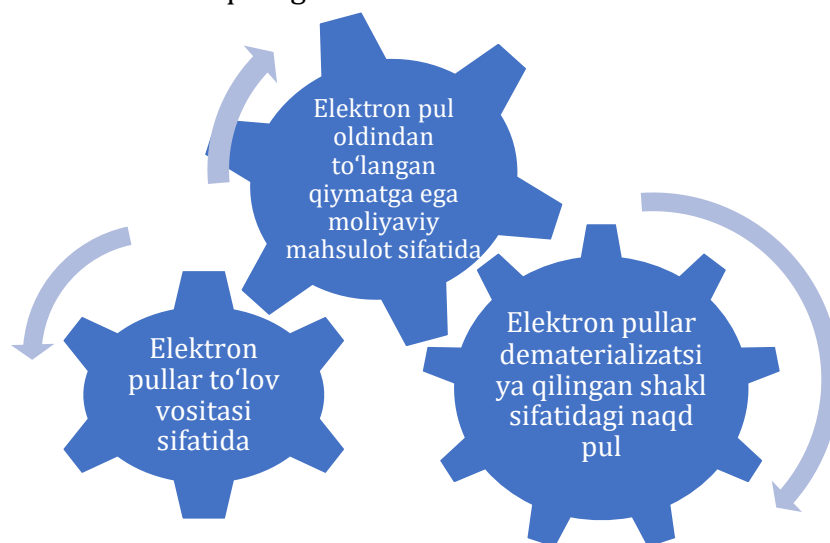 Elektron pul
oldindan
to‘langan
qiymatga ega
moliyaviy
mahsulot sifatida
Elektron
pullar to‘lov
vositasi
sifatida
Elektron pullar
dematerializatsi
ya qilingan shakl
sifatidagi naqd
pul